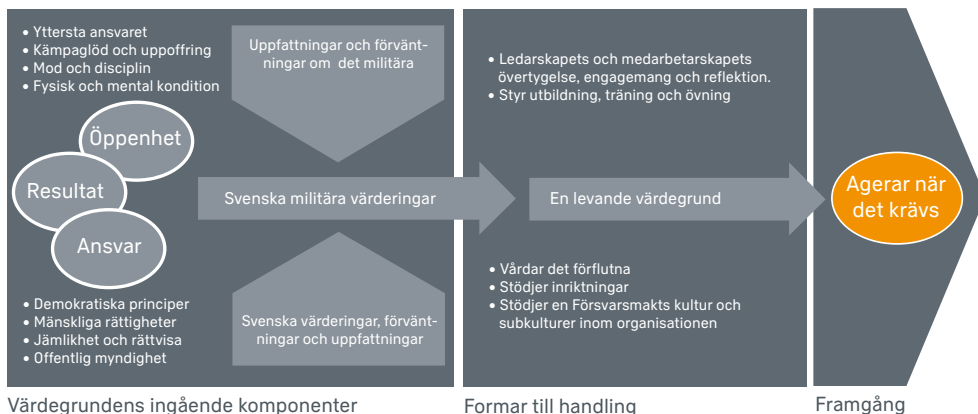 • Yttersta ansvaret
• Kämpaglöd och uppoffring
• Mod och disciplin
• Fysisk och mental kondition
Öppenhet
Resultat
Ansvar
• Demokratiska principer
• Mänskliga rättigheter
• Jämlikhet och rättvisa
• Offentlig myndighet
Uppfattningar och förvänt-
ningar om det militära
Svenska militära värderingar
Svenska värderingar, förvänt-
ningar och uppfattningar
Värdegrundens ingående komponenter
• Ledarskapets och medarbetarskapets
övertygelse, engagemang och reflektion.
• Styr utbildning, träning och övning
En levande värdegrund
• Vårdar det förflutna
• Stödjer inriktningar
• Stödjer en Försvarsmakts kultur och
subkulturer inom organisationen
Formar till handling
Agerar när
det krävs
Framgång